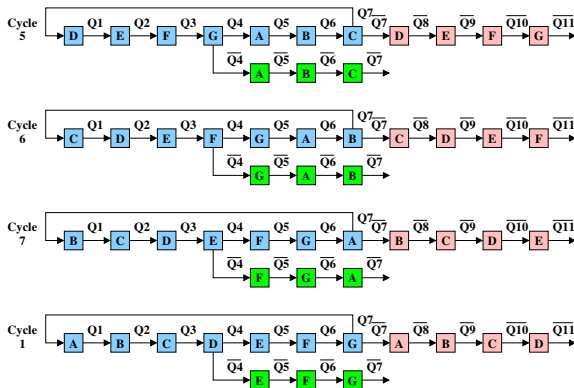 Cycle 5
Q1 Q2 Q3 Q4 Q5 Q6 Q7 Q̅7̅ Q̅8̅ Q̅9̅ Q̅1̅0̅ Q̅1̅1̅
D E F G A B C D E F G
Q̅4̅ Q̅5̅ Q̅6̅ Q̅7̅
A B C
Cycle 6
Q1 Q2 Q3 Q4 Q5 Q6 Q7 Q̅7̅ Q̅8̅ Q̅9̅ Q̅1̅0̅ Q̅1̅1̅
C D E F G A B C D E F
Q̅4̅ Q̅5̅ Q̅6̅ Q̅7̅
G A B
Cycle 7
Q1 Q2 Q3 Q4 Q5 Q6 Q7 Q̅7̅ Q̅8̅ Q̅9̅ Q̅1̅0̅ Q̅1̅1̅
B C D E F G A B C D E
Q̅4̅ Q̅5̅ Q̅6̅ Q̅7̅
F G A
Cycle 1
Q1 Q2 Q3 Q4 Q5 Q6 Q7 Q̅7̅ Q̅8̅ Q̅9̅ Q̅1̅0̅ Q̅1̅1̅
A B C D E F G A B C D
Q̅4̅ Q̅5̅ Q̅6̅ Q̅7̅
E F G